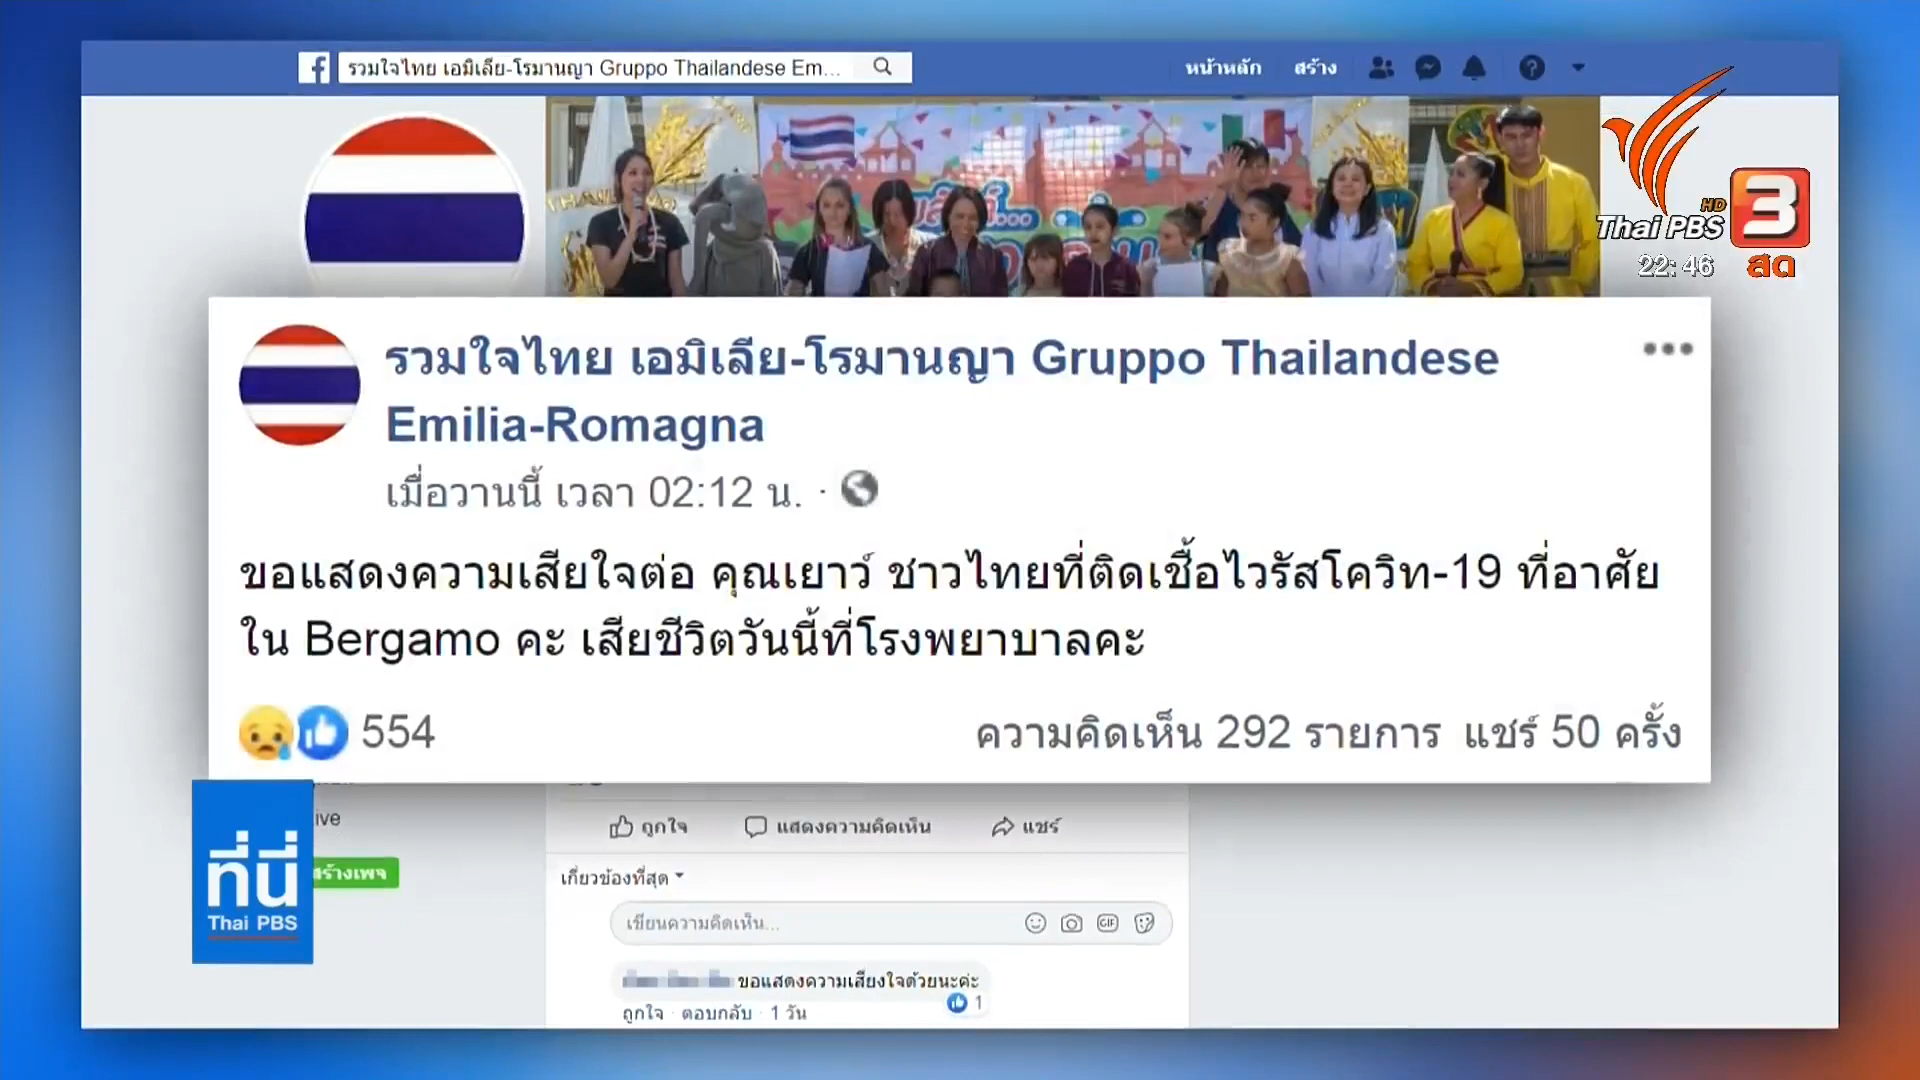 รวมใจไทย เอมิเลีย-โรมานญา Gruppo Thailandese Em...
หน้าหลัก สร้าง
HD
Thai PBS 3
22:46 สด
รวมใจไทย เอมิเลีย-โรมานญา Gruppo Thailandese
Emilia-Romagna
เมื่อวานนี้ เวลา 02:12 น. ·
ขอแสดงความเสียใจต่อ คุณเยาว์ ชาวไทยที่ติดเชื้อไวรัสโควิท-19 ที่อาศัย
ใน Bergamo คะ เสียชีวิตวันนี้ที่โรงพยาบาลคะ
554 ความคิดเห็น 292 รายการ แชร์ 50 ครั้ง
ive
ถูกใจ แสดงความคิดเห็น แชร์
ที่นี่
Thai PBS
สร้างเพจ
เกี่ยวข้องที่สุด
เขียนความคิดเห็น...
GIF
ขอแสดงความเสียงใจด้วยนะค่ะ
1
ถูกใจ · ตอบกลับ · 1 วัน